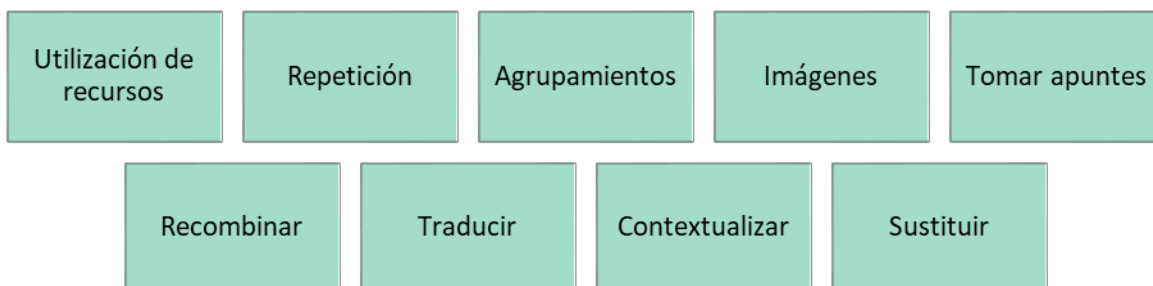 Utilización de
recursos
Repetición
Agrupamientos
Imágenes
Tomar apuntes
Recombinar
Traducir
Contextualizar
Sustituir